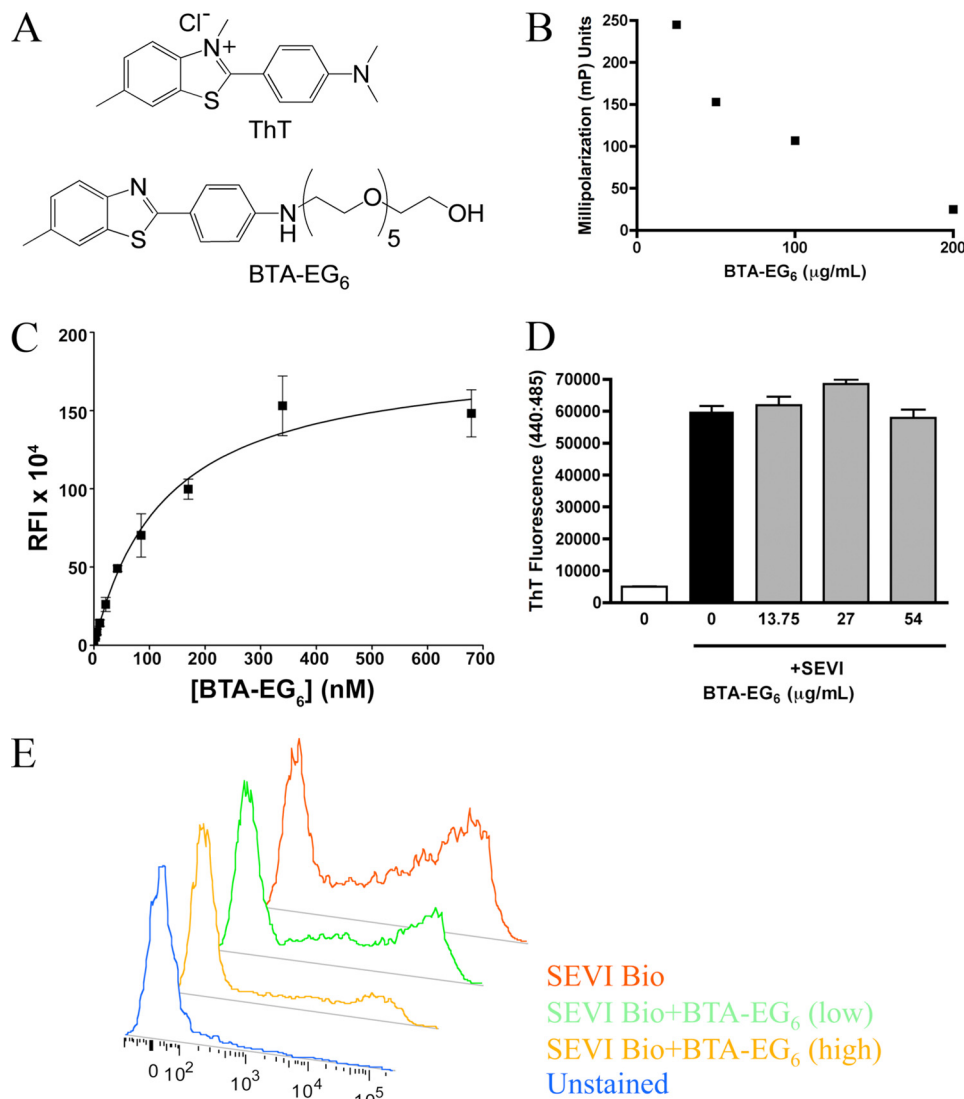 A
Cl⁻
N+
S
N
ThT
N
S
N
H
O
5
OH
BTA-EG₆
B
Millipolarization (mP) Units
250
200
150
100
50
0
0
100
200
BTA-EG₆ (μg/mL)
C
RFI x 10⁴
200
150
100
50
0
0 100 200 300 400 500 600 700
[BTA-EG₆] (nM)
D
ThT Fluorescence (440:485)
70000
60000
50000
40000
30000
20000
10000
0
0 0 13.75 27 54
+SEVI
BTA-EG₆ (μg/mL)
E
0 10² 10³ 10⁴ 10⁵
SEVI Bio
SEVI Bio+BTA-EG₆ (low)
SEVI Bio+BTA-EG₆ (high)
Unstained